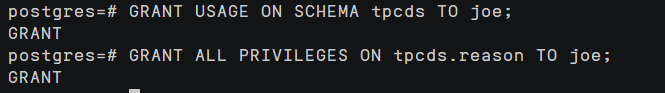 postgres=# GRANT USAGE ON SCHEMA tpcds TO joe;
GRANT
postgres=# GRANT ALL PRIVILEGES ON tpcds.reason TO joe;
GRANT